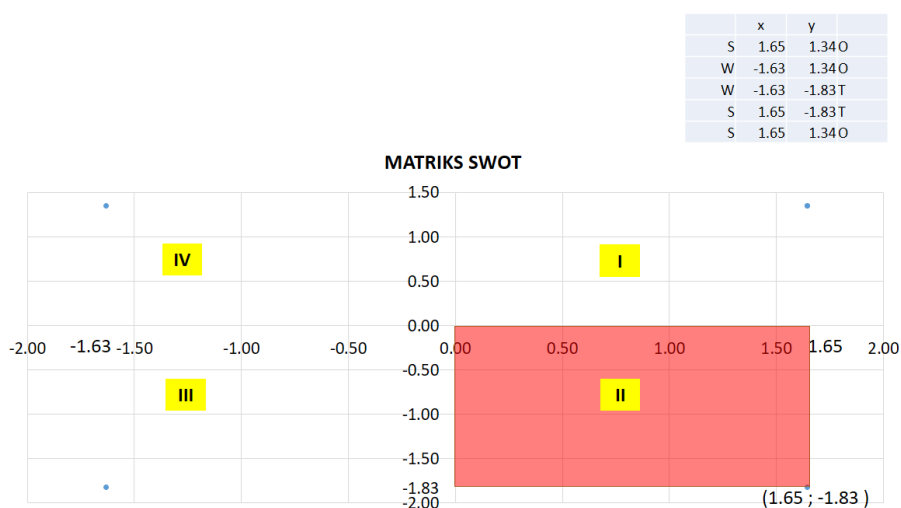 x y
S 1.65 1.34 O
W -1.63 1.34 O
W -1.63 -1.83 T
S 1.65 -1.83 T
S 1.65 1.34 O
MATRIKS SWOT
1.50
1.00
IV I
0.50
0.00
-2.00 -1.63 -1.50 -1.00 -0.50 0.00 0.50 1.00 1.50 1.65 2.00
-0.50
III II
-1.00
-1.50
-1.83
(1.65 ; -1.83 )
-2.00